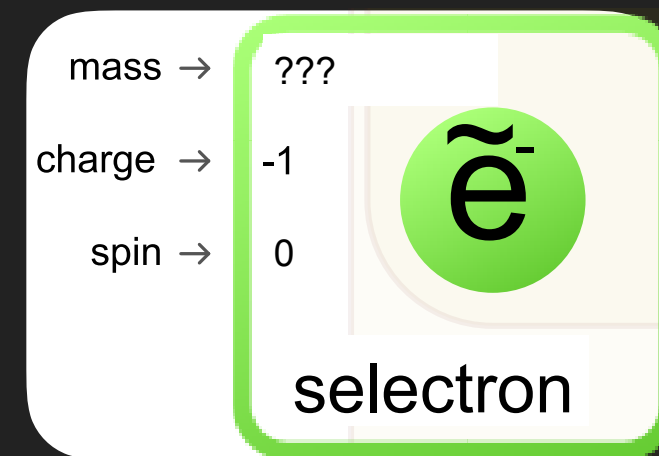 mass → ???
charge → -1
spin → 0
ẽ-
selectron